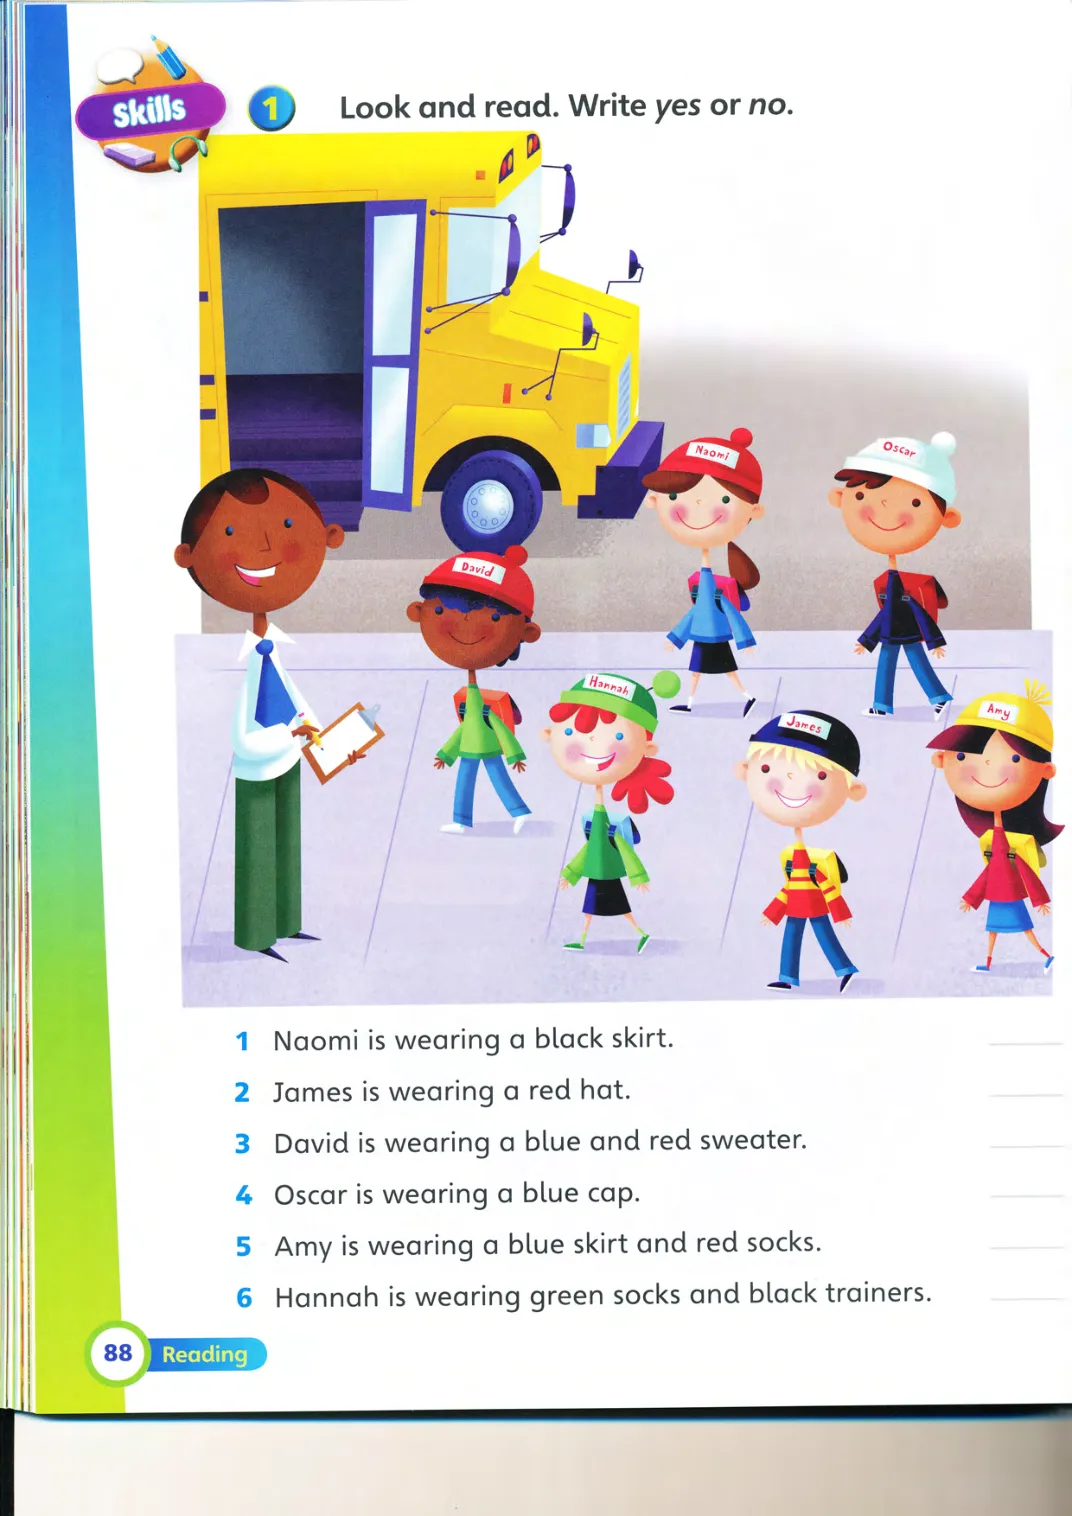 Skills
1 Look and read. Write yes or no.
Naomi
Oscar
David
Hannah
James
Amy
1 Naomi is wearing a black skirt.
2 James is wearing a red hat.
3 David is wearing a blue and red sweater.
4 Oscar is wearing a blue cap.
5 Amy is wearing a blue skirt and red socks.
6 Hannah is wearing green socks and black trainers.
88 Reading